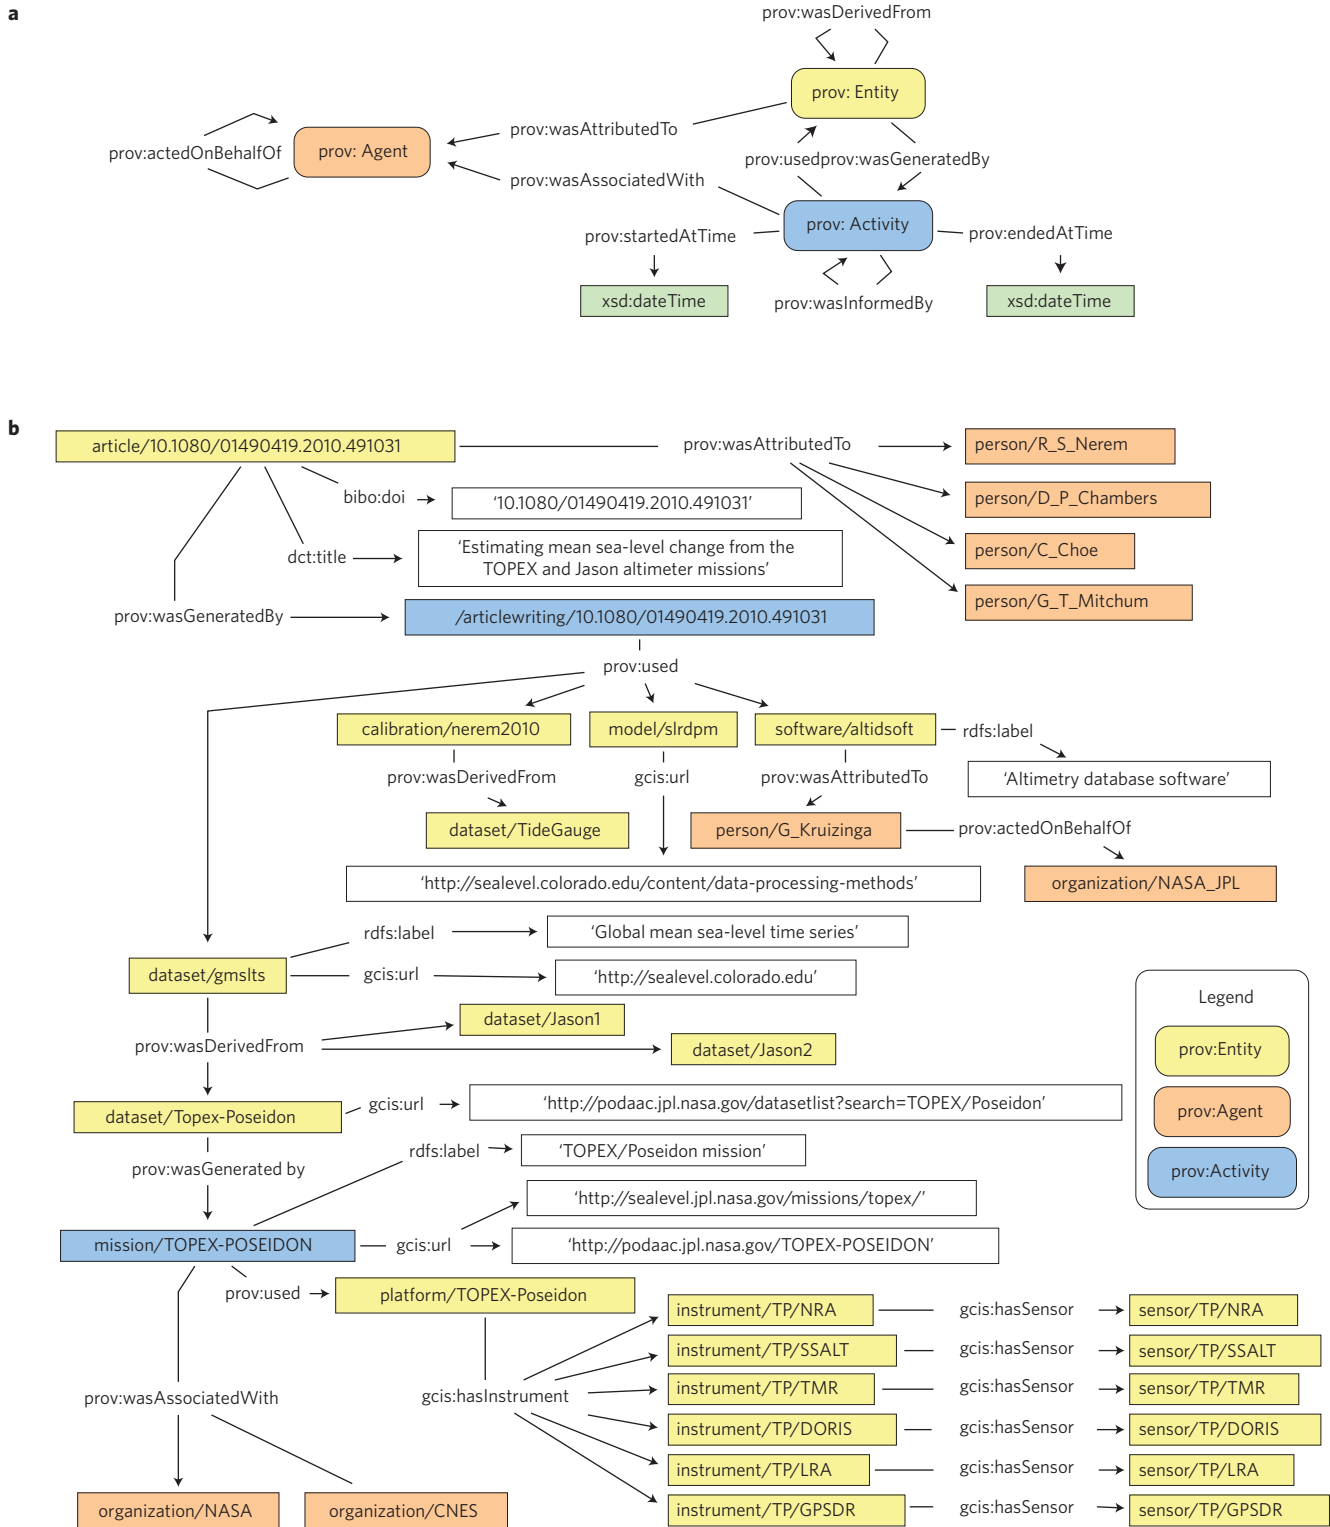 a
prov:wasDerivedFrom
prov: Entity
prov:wasAttributedTo
prov:actedOnBehalfOf
prov: Agent
prov:usedprov:wasGeneratedBy
prov:wasAssociatedWith
prov: Activity
prov:startedAtTime
prov:endedAtTime
xsd:dateTime
prov:wasInformedBy
xsd:dateTime
b
article/10.1080/01490419.2010.491031
prov:wasAttributedTo
person/R_S_Nerem
bibo:doi
'10.1080/01490419.2010.491031'
person/D_P_Chambers
dct:title
'Estimating mean sea-level change from the
TOPEX and Jason altimeter missions'
person/C_Choe
person/G_T_Mitchum
prov:wasGeneratedBy
/articlewriting/10.1080/01490419.2010.491031
prov:used
calibration/nerem2010
model/slrdpm
software/altidsoft
rdfs:label
prov:wasDerivedFrom
gcis:url
prov:wasAttributedTo
'Altimetry database software'
dataset/TideGauge
person/G_Kruizinga
prov:actedOnBehalfOf
'http://sealevel.colorado.edu/content/data-processing-methods'
organization/NASA_JPL
rdfs:label
'Global mean sea-level time series'
dataset/gmslts
gcis:url
'http://sealevel.colorado.edu'
dataset/Jason1
prov:wasDerivedFrom
dataset/Jason2
dataset/Topex-Poseidon
gcis:url
'http://podaac.jpl.nasa.gov/datasetlist?search=TOPEX/Poseidon'
prov:wasGenerated by
rdfs:label
'TOPEX/Poseidon mission'
'http://sealevel.jpl.nasa.gov/missions/topex/'
mission/TOPEX-POSEIDON
gcis:url
'http://podaac.jpl.nasa.gov/TOPEX-POSEIDON'
prov:used
platform/TOPEX-Poseidon
Legend
prov:Entity
prov:Agent
prov:Activity
instrument/TP/NRA
gcis:hasSensor
sensor/TP/NRA
instrument/TP/SSALT
gcis:hasSensor
sensor/TP/SSALT
prov:wasAssociatedWith
gcis:hasInstrument
instrument/TP/TMR
gcis:hasSensor
sensor/TP/TMR
instrument/TP/DORIS
gcis:hasSensor
sensor/TP/DORIS
instrument/TP/LRA
gcis:hasSensor
sensor/TP/LRA
organization/NASA
organization/CNES
instrument/TP/GPSDR
gcis:hasSensor
sensor/TP/GPSDR